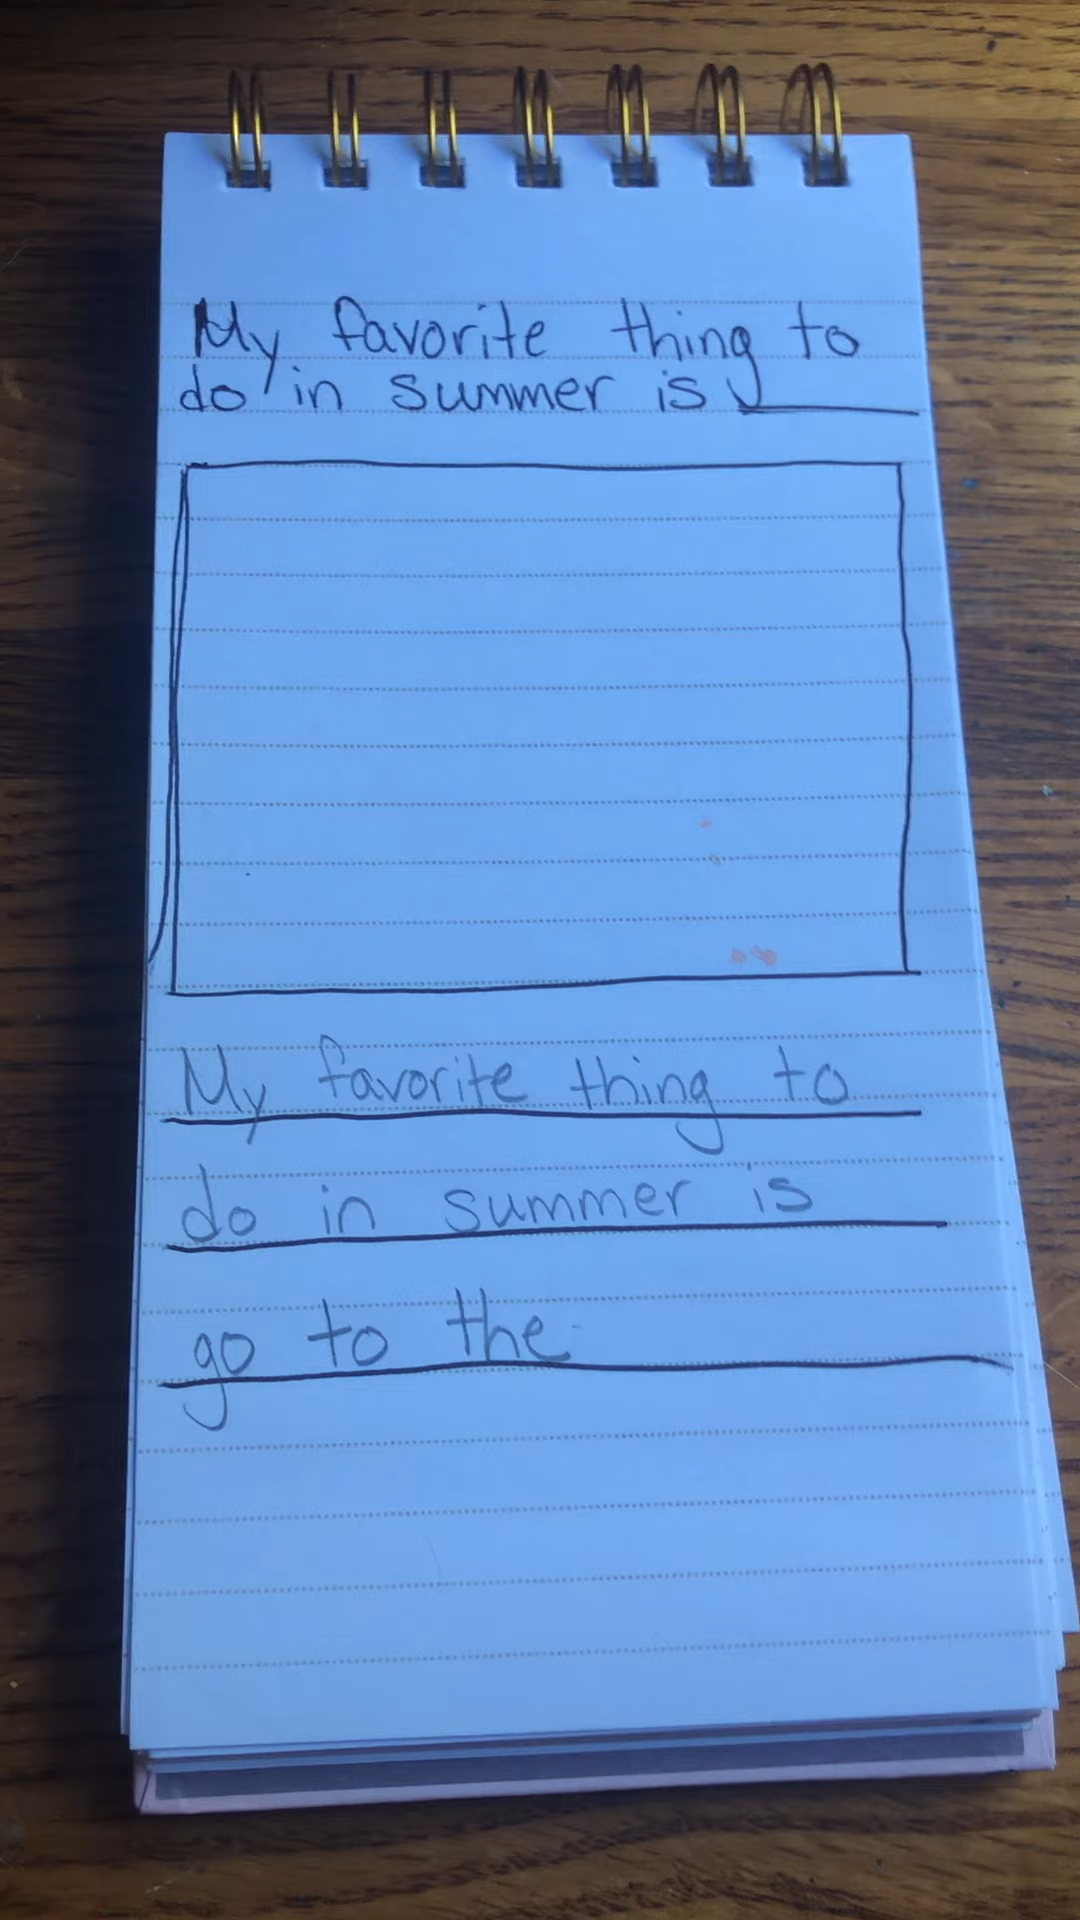 My favorite thing to
do in summer is ______
My favorite thing to
do in summer is
go to the